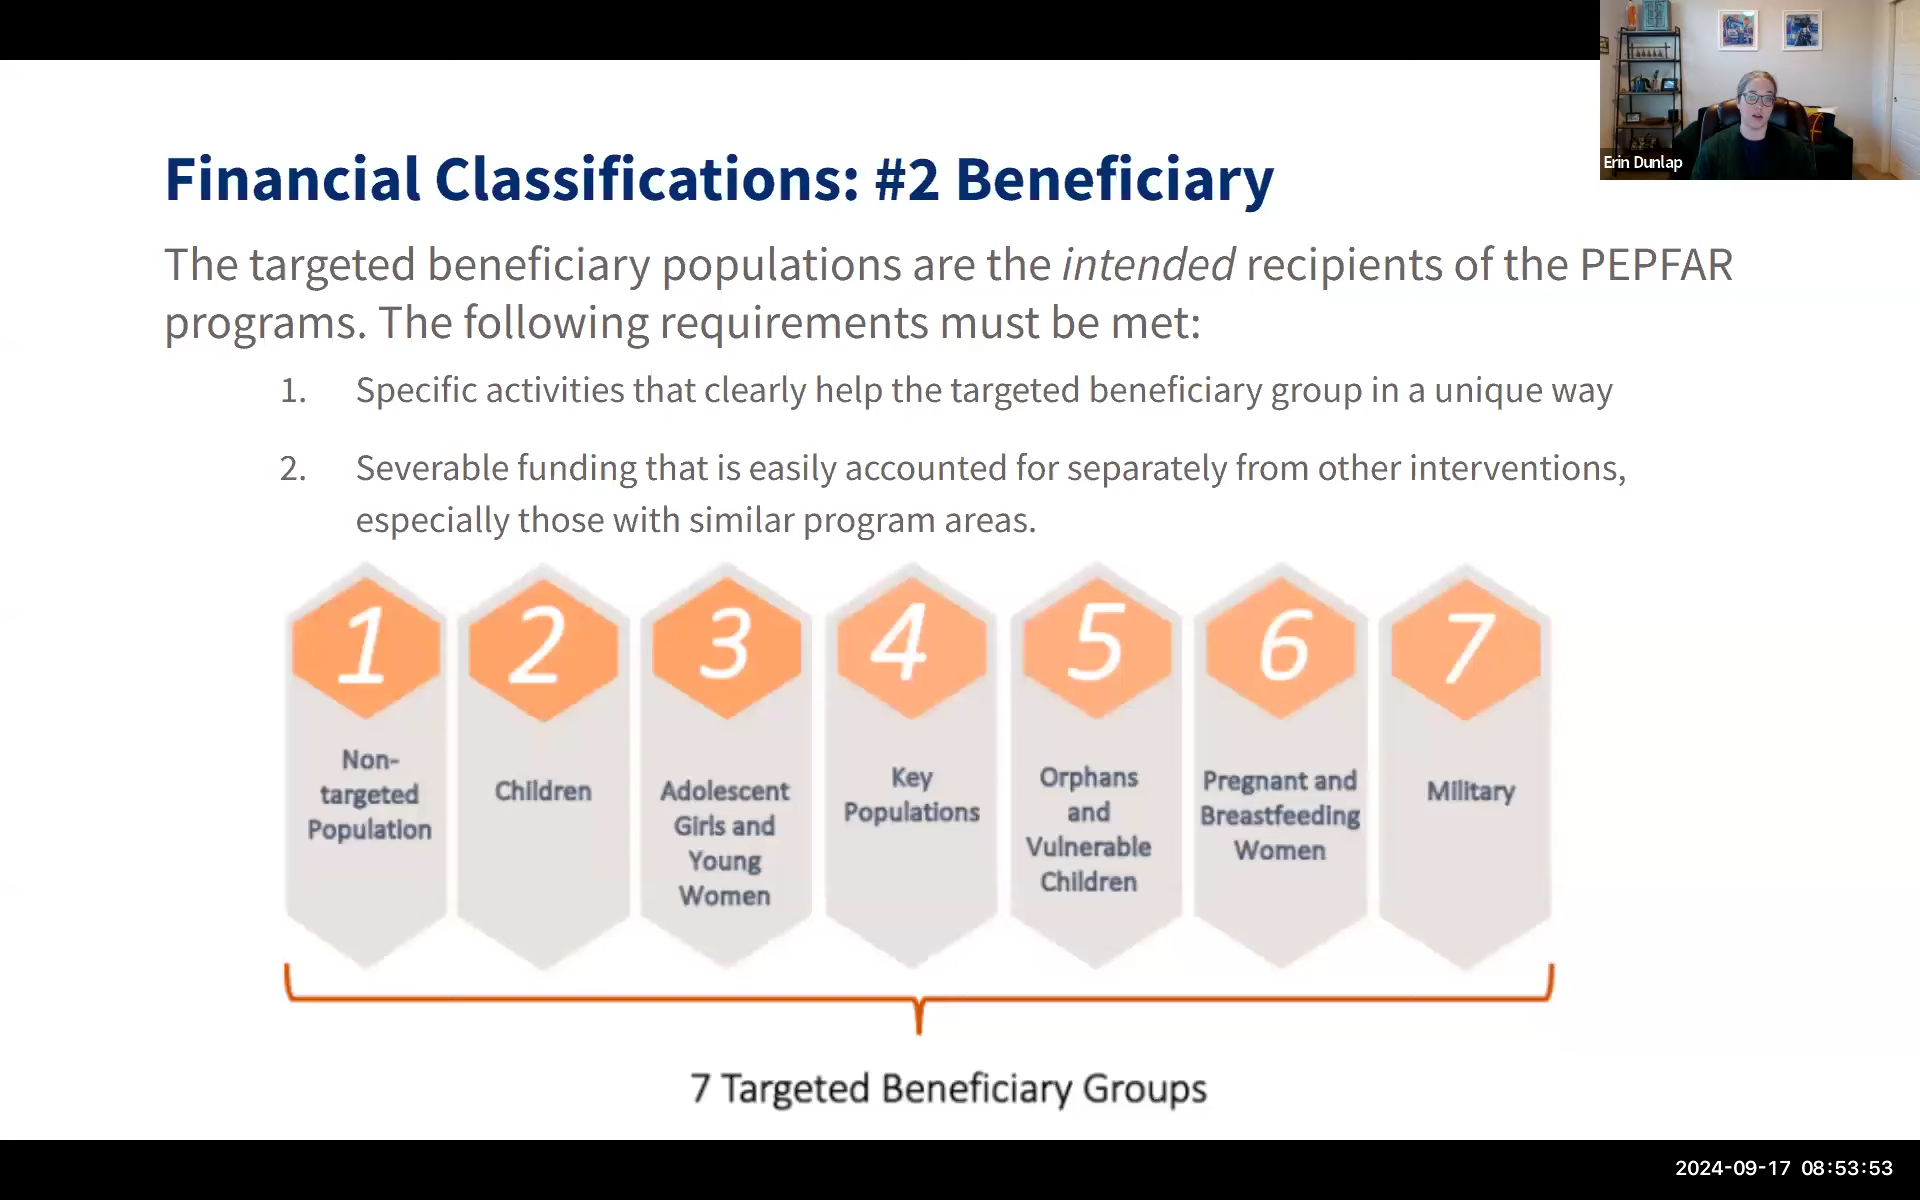 Erin Dunlap
Financial Classifications: #2 Beneficiary
The targeted beneficiary populations are the intended recipients of the PEPFAR
programs. The following requirements must be met:
1. Specific activities that clearly help the targeted beneficiary group in a unique way
2. Severable funding that is easily accounted for separately from other interventions,
especially those with similar program areas.
1
Non-
targeted
Population
2
Children
3
Adolescent
Girls and
Young
Women
4
Key
Populations
5
Orphans
and
Vulnerable
Children
6
Pregnant and
Breastfeeding
Women
7
Military
7 Targeted Beneficiary Groups
2024-09-17 08:53:53